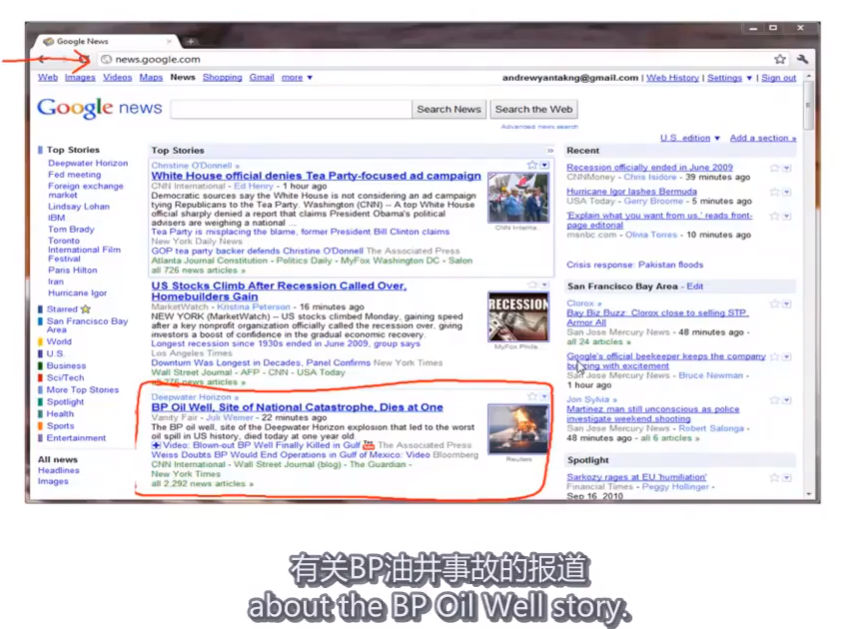 Google News
news.google.com
Web Images Videos Maps News Shopping Gmail more ▼
andrewyantakng@gmail.com | Web History | Settings ▼ | Sign out
Google news
Search News
Search the Web
Advanced news search
U.S. edition ▼ Add a section »
Top Stories
Deepwater Horizon
Fed meeting
Foreign exchange
market
Lindsay Lohan
IBM
Tom Brady
Toronto
International Film
Festival
Paris Hilton
Iran
Hurricane Igor
Starred
San Francisco Bay
Area
World
U.S.
Business
Sci/Tech
More Top Stories
Spotlight
Health
Sports
Entertainment
All news
Headlines
Images
Top Stories
Christine O'Donnell »
White House official denies Tea Party-focused ad campaign
CNN International - Ed Henry - 1 hour ago
Democratic sources say the White House is not considering an ad campaign
tying Republicans to the Tea Party. Washington (CNN) -- A top White House
official sharply denied a report that claims President Obama's political
advisers are weighing a national ...
Tea Party is misplacing the blame, former President Bill Clinton claims
New York Daily News
GOP tea party backer defends Christine O'Donnell The Associated Press
Atlanta Journal Constitution - Politics Daily - MyFox Washington DC - Salon
all 726 news articles »
CNN Interna...
US Stocks Climb After Recession Called Over,
Homebuilders Gain
MarketWatch - Kristina Peterson - 16 minutes ago
NEW YORK (MarketWatch) -- US stocks climbed Monday, gaining speed
after a key nonprofit organization officially called the recession over, giving
investors a boost of confidence in the gradual economic recovery.
Longest recession since 1930s ended in June 2009, group says
Los Angeles Times
Downturn Was Longest in Decades, Panel Confirms New York Times
Wall Street Journal - AFP - CNN - USA Today
all 276 news articles »
RECESSION
MyFox Phila
Deepwater Horizon »
BP Oil Well, Site of National Catastrophe, Dies at One
Vanity Fair - Juli Weiner - 22 minutes ago
The BP oil well, site of the Deepwater Horizon explosion that led to the worst
oil spill in US history, died today at one year old.
Video: Blown-out BP Well Finally Killed in Gulf The Associated Press
Weiss Doubts BP Would End Operations in Gulf of Mexico: Video Bloomberg
CNN International - Wall Street Journal (blog) - The Guardian -
New York Times
all 2,292 news articles »
Reuters
Recent
Recession officially ended in June 2009
CNNMoney - Chris Isidore - 39 minutes ago
Hurricane Igor lashes Bermuda
USA Today - Garry Broome - 5 minutes ago
'Explain what you want from us,' reads front-
page editorial
msnbc.com - Olivia Torres - 10 minutes ago
Crisis response: Pakistan floods
San Francisco Bay Area - Edit
Clorox »
Bay Biz Buzz: Clorox close to selling STP,
Armor All
San Jose Mercury News - 48 minutes ago -
all 24 articles »
Google's official beekeeper keeps the company
buzzing with excitement
San Jose Mercury News - Bruce Newman -
1 hour ago
Jon Sylvia »
Martinez man still unconscious as police
investigate weekend shooting
San Jose Mercury News - Robert Salonga -
48 minutes ago - all 6 articles »
Spotlight
Sarkozy rages at EU 'humiliation'
Financial Times - Peggy Hollinger -
Sep 16, 2010
有关BP油井事故的报道
about the BP Oil Well story.